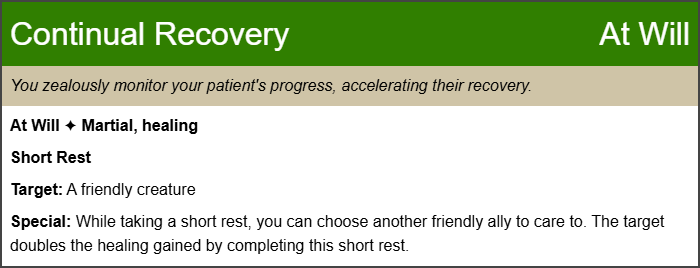 Continual Recovery At Will
You zealously monitor your patient's progress, accelerating their recovery.
At Will ✦ Martial, healing
Short Rest
Target: A friendly creature
Special: While taking a short rest, you can choose another friendly ally to care to. The target
doubles the healing gained by completing this short rest.